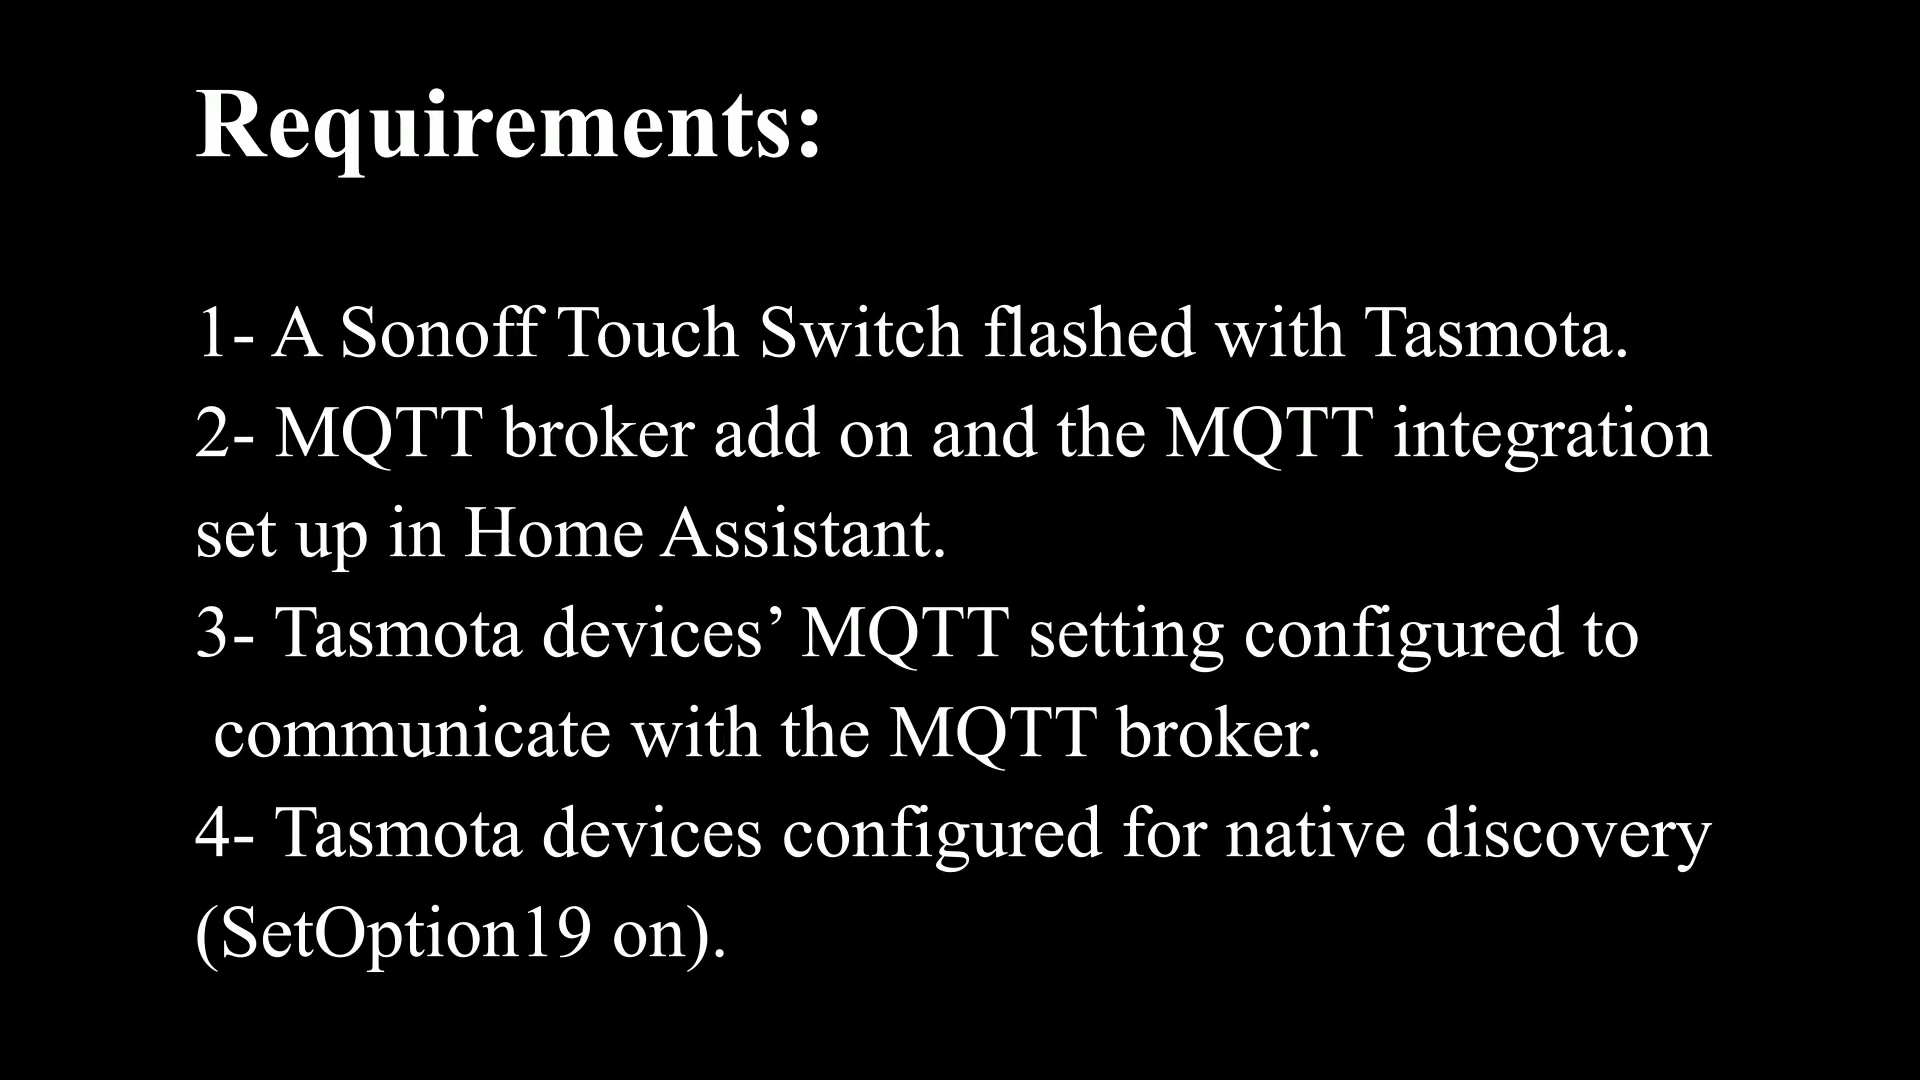 Requirements:
1- A Sonoff Touch Switch flashed with Tasmota.
2- MQTT broker add on and the MQTT integration
set up in Home Assistant.
3- Tasmota devices’ MQTT setting configured to
communicate with the MQTT broker.
4- Tasmota devices configured for native discovery
(SetOption19 on).